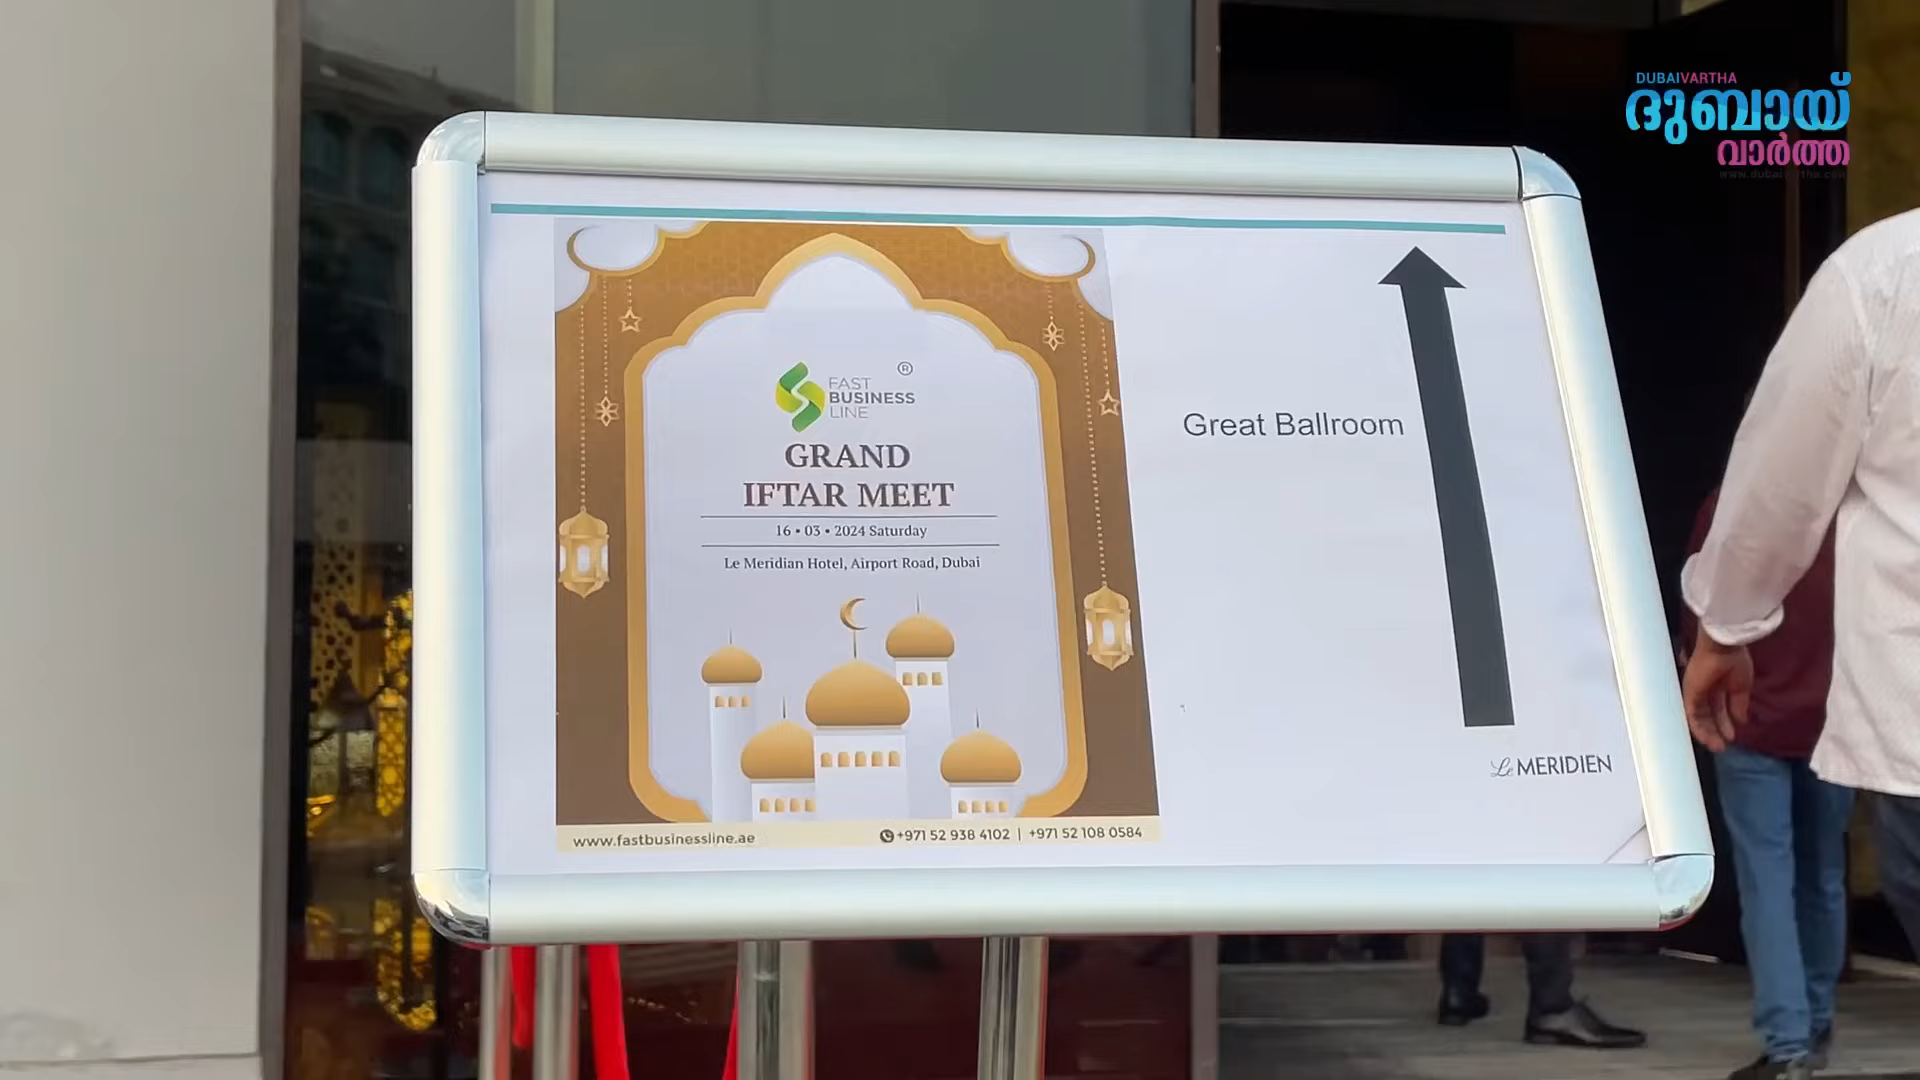 DUBAIVARTHA
ദുബായ്
വാർത്ത
www.dubaivartha.com
®
FAST
BUSINESS
LINE
GRAND
IFTAR MEET
16 • 03 • 2024 Saturday
Le Meridian Hotel, Airport Road, Dubai
www.fastbusinessline.ae
+971 52 938 4102 | +971 52 108 0584
Great Ballroom
Le MERIDIEN